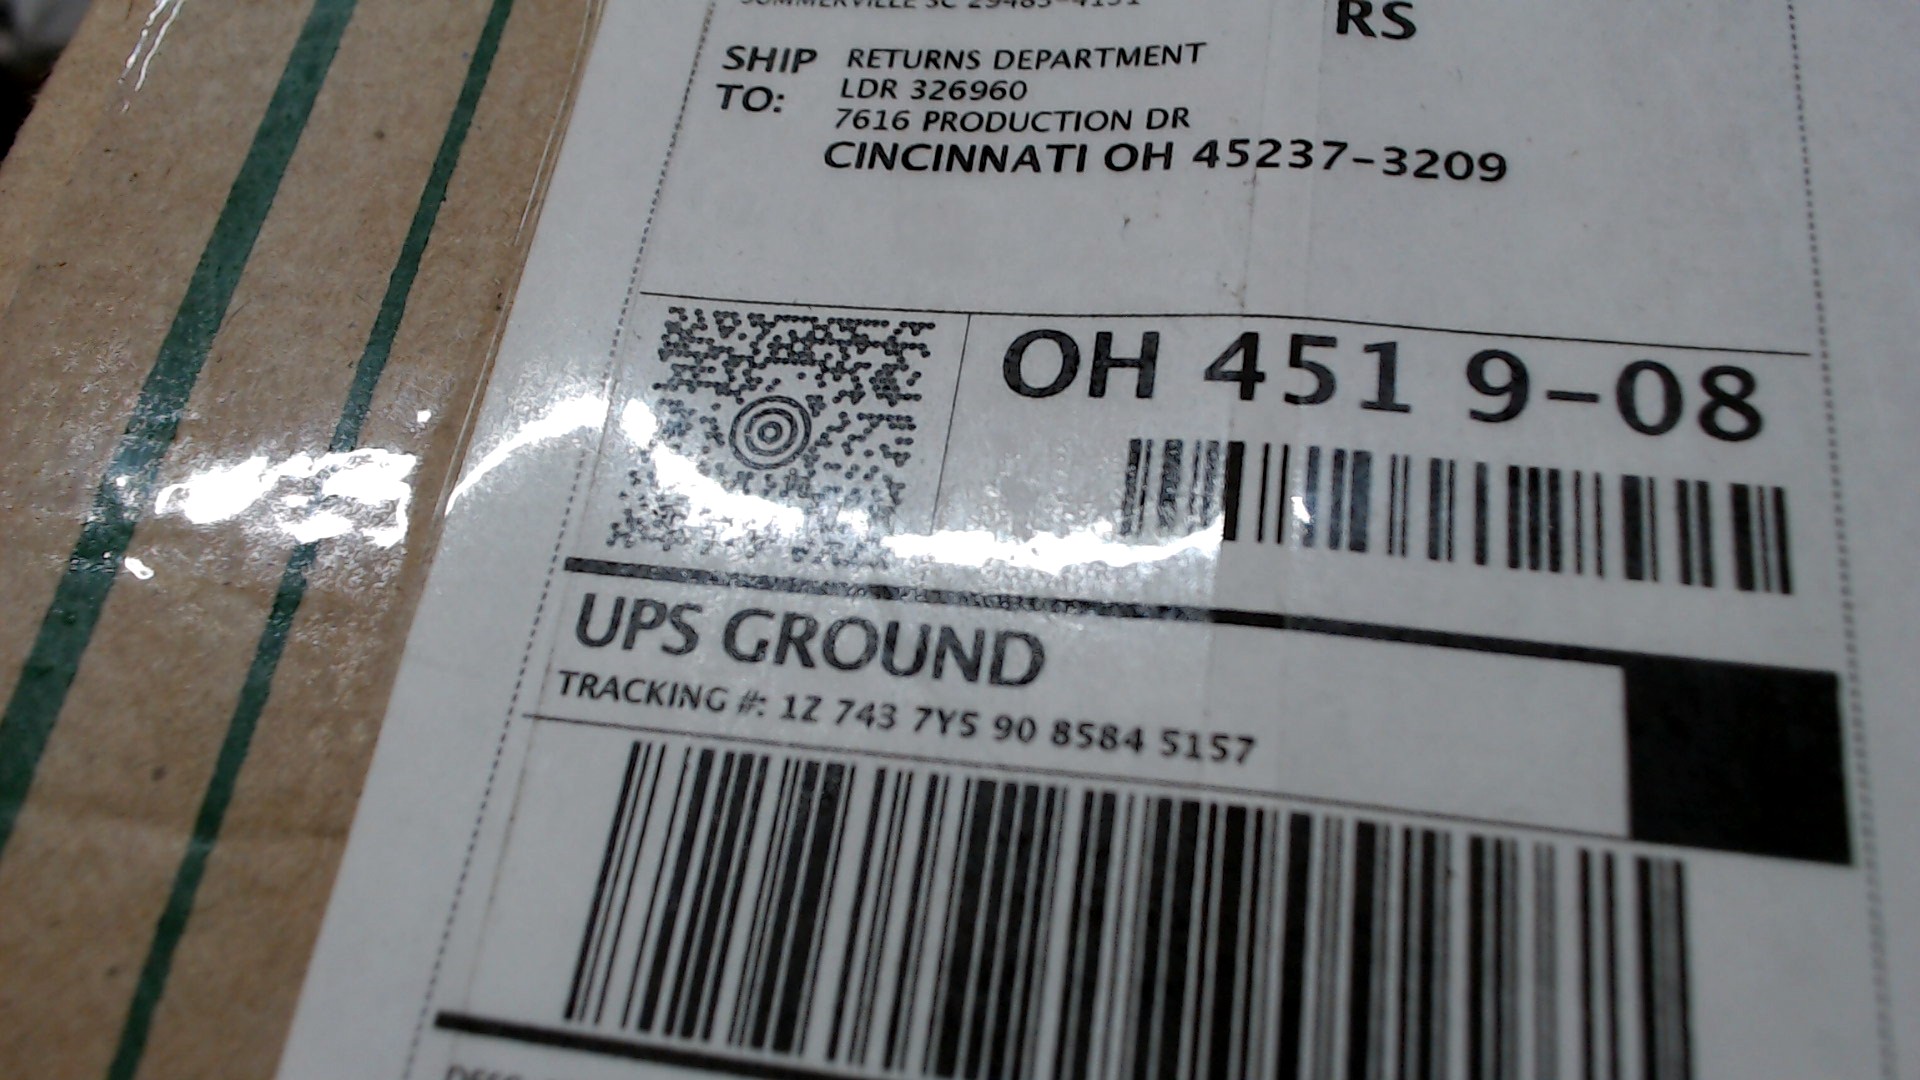 RS
SHIP TO: RETURNS DEPARTMENT
LDR 326960
7616 PRODUCTION DR
CINCINNATI OH 45237-3209
OH 451 9-08
UPS GROUND
TRACKING #: 1Z 743 7Y5 90 8584 5157